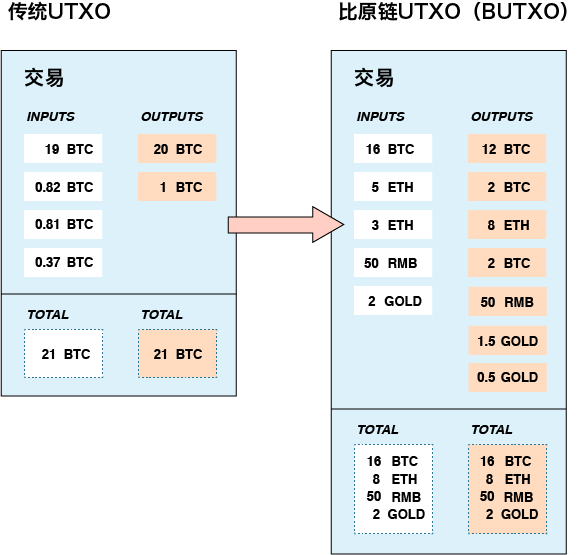 传统UTXO
交易
INPUTS OUTPUTS
19 BTC 20 BTC
0.82 BTC 1 BTC
0.81 BTC
0.37 BTC
TOTAL TOTAL
21 BTC 21 BTC
比原链UTXO（BUTXO）
交易
INPUTS OUTPUTS
16 BTC 12 BTC
5 ETH 2 BTC
3 ETH 8 ETH
50 RMB 2 BTC
2 GOLD 50 RMB
1.5 GOLD
0.5 GOLD
TOTAL TOTAL
16 BTC 16 BTC
8 ETH 8 ETH
50 RMB 50 RMB
2 GOLD 2 GOLD